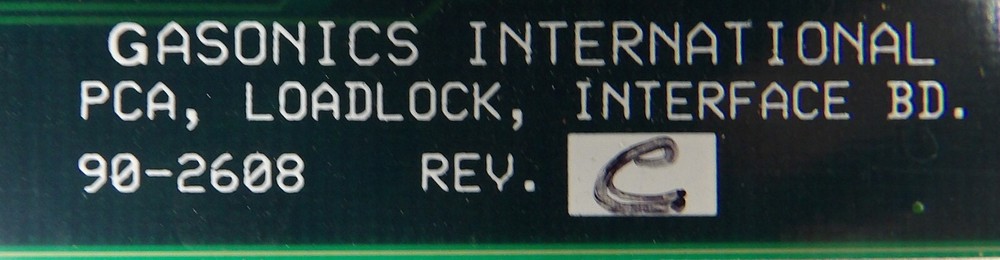 GASONICS INTERNATIONAL
PCA, LOADLOCK, INTERFACE BD.
90-2608 REV. C